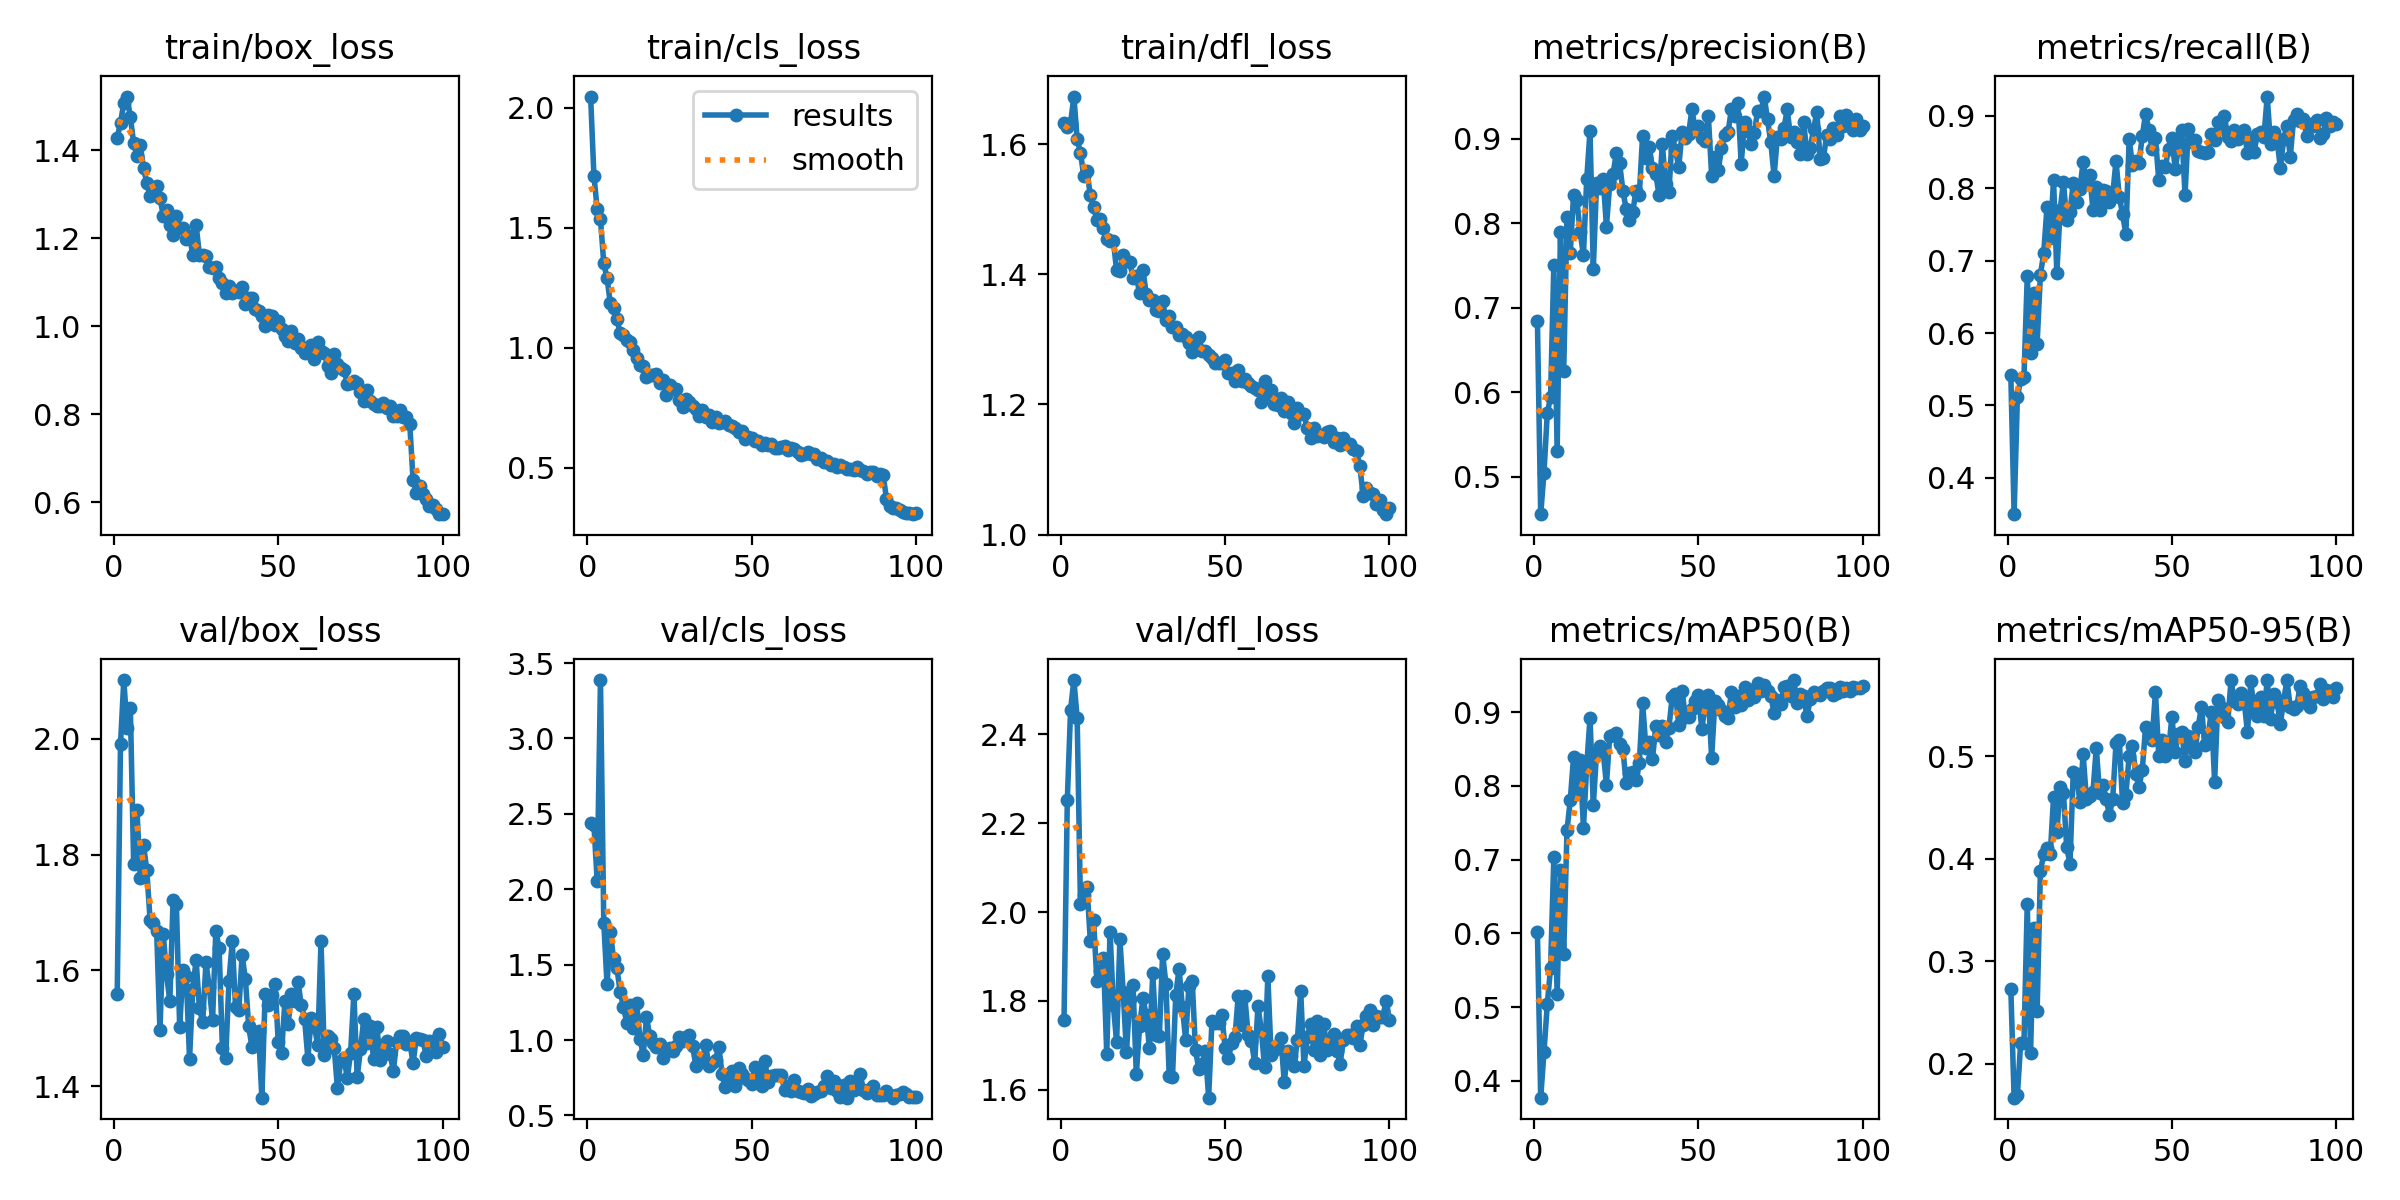 train/box_loss
train/cls_loss
train/dfl_loss
metrics/precision(B)
metrics/recall(B)
results
smooth
1.4
1.2
1.0
0.8
0.6
0 50 100
2.0
1.5
1.0
0.5
0 50 100
1.6
1.4
1.2
1.0
0 50 100
0.9
0.8
0.7
0.6
0.5
0 50 100
0.9
0.8
0.7
0.6
0.5
0.4
0 50 100
val/box_loss
val/cls_loss
val/dfl_loss
metrics/mAP50(B)
metrics/mAP50-95(B)
2.0
1.8
1.6
1.4
0 50 100
3.5
3.0
2.5
2.0
1.5
1.0
0.5
0 50 100
2.4
2.2
2.0
1.8
1.6
0 50 100
0.9
0.8
0.7
0.6
0.5
0.4
0 50 100
0.5
0.4
0.3
0.2
0 50 100